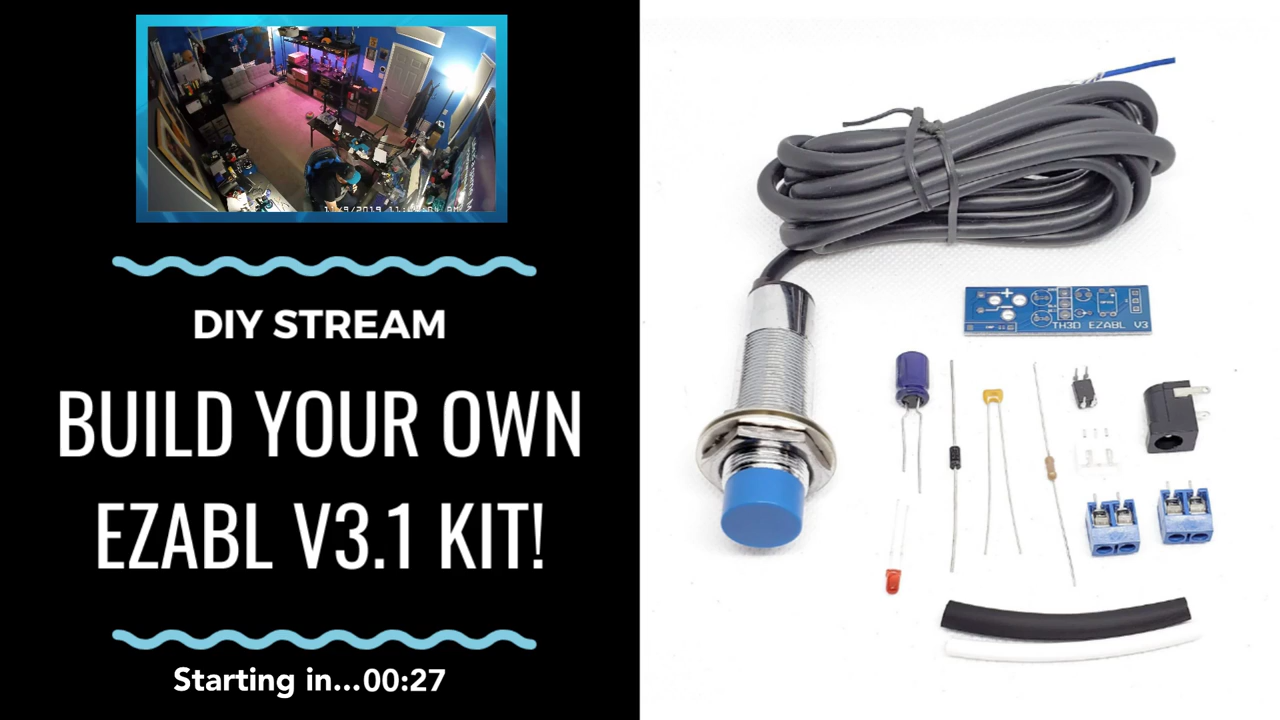 DIY STREAM
BUILD YOUR OWN
EZABL V3.1 KIT!
Starting in...00:27
TH3D EZABL V3